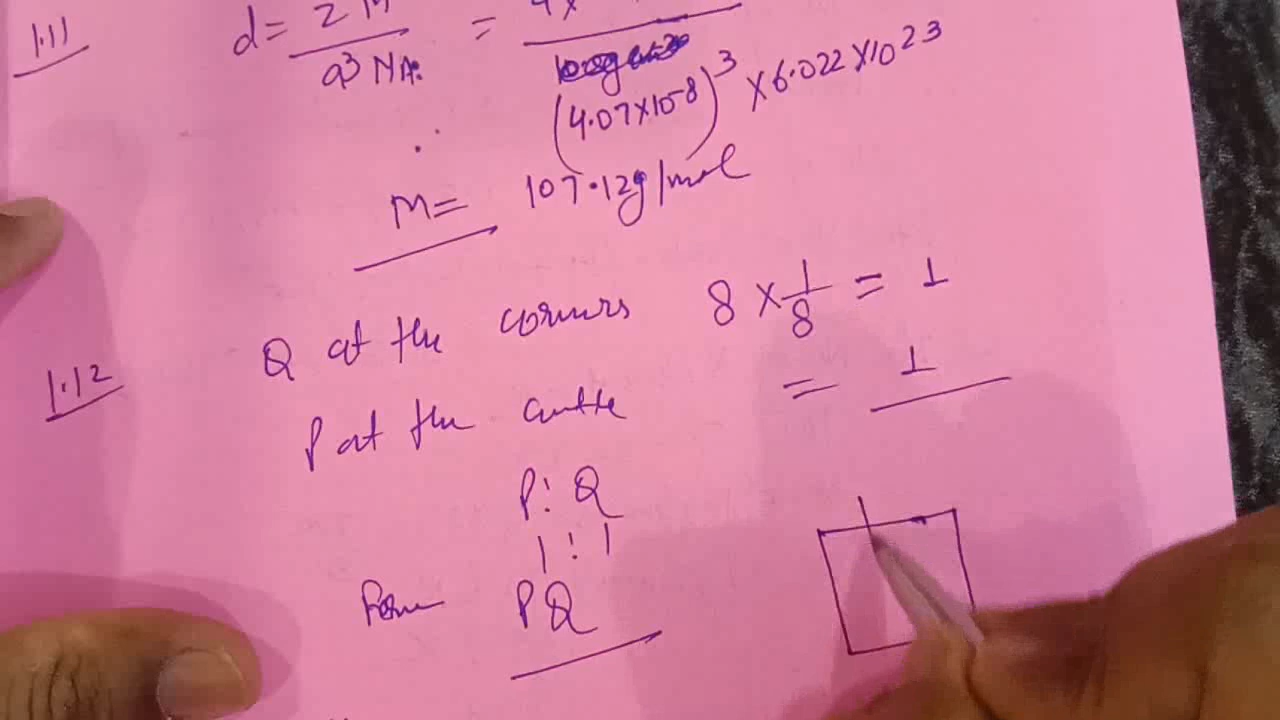 1.11
d = Z M / a³ NA = 4 ×
(4.07×10⁻⁸)³ × 6.022 × 10²³
M = 107.12g/mol
1.12
Q at the corners 8 × 1/8 = 1
P at the centre = 1
P : Q
1 : 1
PQ